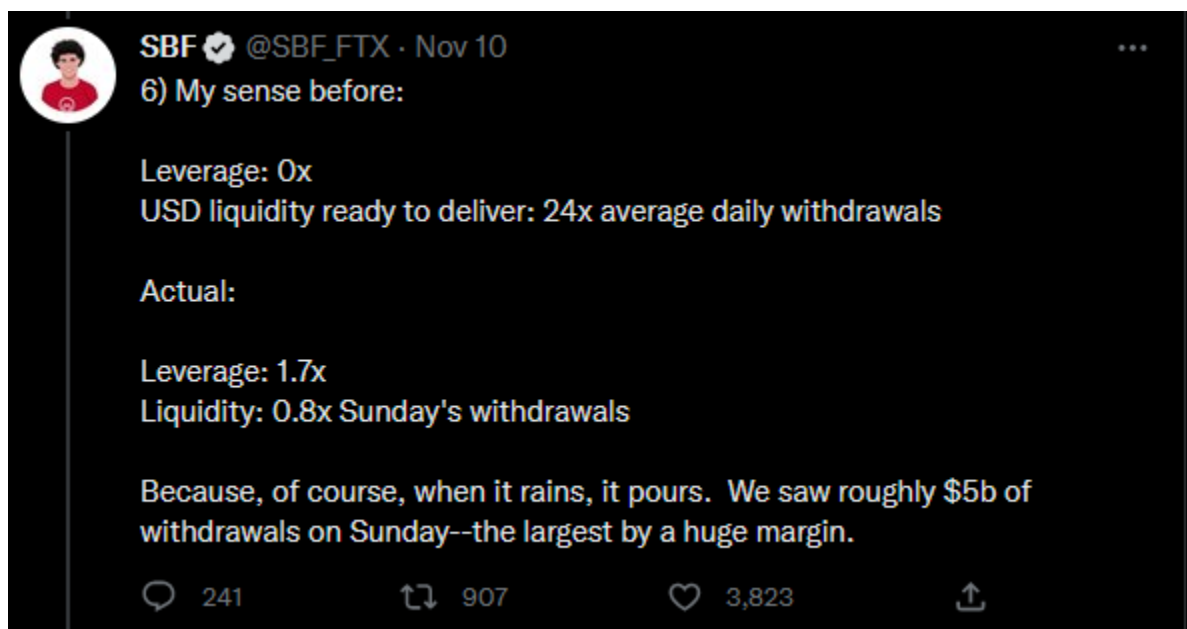 SBF @SBF_FTX · Nov 10
6) My sense before:
Leverage: 0x
USD liquidity ready to deliver: 24x average daily withdrawals
Actual:
Leverage: 1.7x
Liquidity: 0.8x Sunday's withdrawals
Because, of course, when it rains, it pours.  We saw roughly $5b of
withdrawals on Sunday--the largest by a huge margin.
241 907 3,823